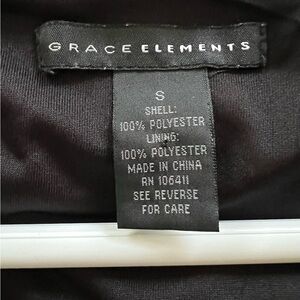 GRACE ELEMENTS
S
SHELL:
100% POLYESTER
LINING:
100% POLYESTER
MADE IN CHINA
RN 106411
SEE REVERSE
FOR CARE